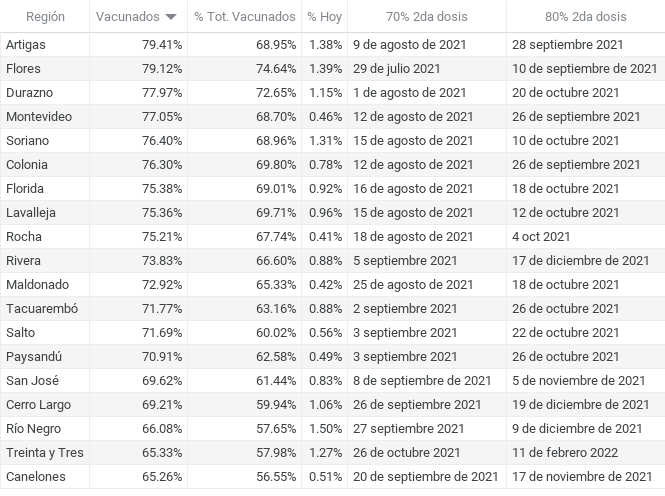 Región Vacunados % Tot. Vacunados % Hoy 70% 2da dosis 80% 2da dosis
Artigas 79.41% 68.95% 1.38% 9 de agosto de 2021 28 septiembre 2021
Flores 79.12% 74.64% 1.39% 29 de julio 2021 10 de septiembre de 2021
Durazno 77.97% 72.65% 1.15% 1 de agosto de 2021 20 de octubre 2021
Montevideo 77.05% 68.70% 0.46% 12 de agosto de 2021 26 de septiembre 2021
Soriano 76.40% 68.96% 1.31% 15 de agosto de 2021 10 de octubre 2021
Colonia 76.30% 69.80% 0.78% 12 de agosto de 2021 26 de septiembre 2021
Florida 75.38% 69.01% 0.92% 16 de agosto de 2021 18 de octubre 2021
Lavalleja 75.36% 69.71% 0.96% 15 de agosto de 2021 12 de octubre 2021
Rocha 75.21% 67.74% 0.41% 18 de agosto de 2021 4 oct 2021
Rivera 73.83% 66.60% 0.88% 5 septiembre 2021 17 de diciembre de 2021
Maldonado 72.92% 65.33% 0.42% 25 de agosto de 2021 18 de octubre 2021
Tacuarembó 71.77% 63.16% 0.88% 2 septiembre 2021 26 de octubre 2021
Salto 71.69% 60.02% 0.56% 3 septiembre 2021 22 de octubre 2021
Paysandú 70.91% 62.58% 0.49% 3 septiembre 2021 26 de octubre 2021
San José 69.62% 61.44% 0.83% 8 de septiembre de 2021 5 de noviembre de 2021
Cerro Largo 69.21% 59.94% 1.06% 26 de septiembre 2021 19 de diciembre de 2021
Río Negro 66.08% 57.65% 1.50% 27 septiembre 2021 9 de diciembre de 2021
Treinta y Tres 65.33% 57.98% 1.27% 26 de octubre 2021 11 de febrero 2022
Canelones 65.26% 56.55% 0.51% 20 de septiembre de 2021 17 de noviembre de 2021